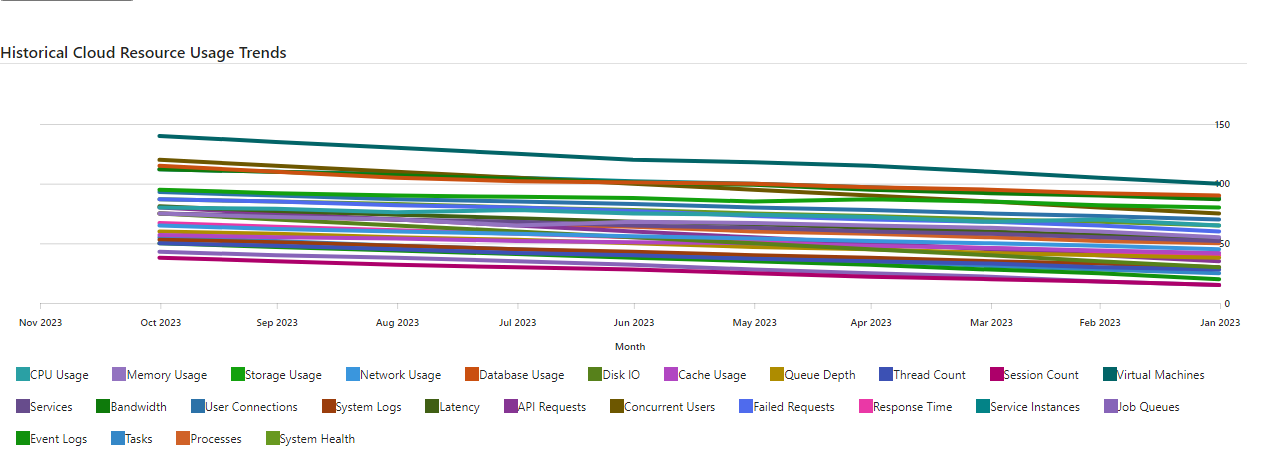 Historical Cloud Resource Usage Trends
150
100
50
0
Nov 2023 Oct 2023 Sep 2023 Aug 2023 Jul 2023 Jun 2023 May 2023 Apr 2023 Mar 2023 Feb 2023 Jan 2023
Month
CPU Usage Memory Usage Storage Usage Network Usage Database Usage Disk IO Cache Usage Queue Depth Thread Count Session Count Virtual Machines
Services Bandwidth User Connections System Logs Latency API Requests Concurrent Users Failed Requests Response Time Service Instances Job Queues
Event Logs Tasks Processes System Health